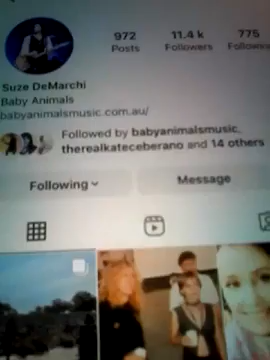 972
Posts
11.4 k
Followers
775
Following
Suze DeMarchi
Baby Animals
babyanimalsmusic.com.au/
Followed by babyanimalsmusic,
therealkateceberano and 14 others
Following
Message